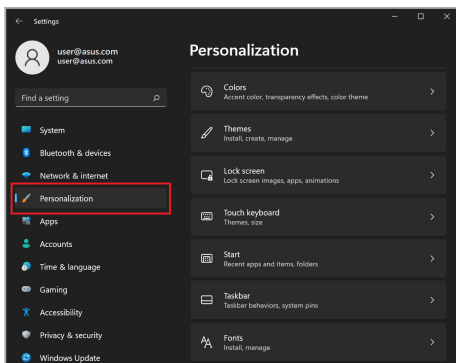 Settings
user@asus.com
user@asus.com
Find a setting
System
Bluetooth & devices
Network & internet
Personalization
Apps
Accounts
Time & language
Gaming
Accessibility
Privacy & security
Windows Update
Personalization
Colors
Accent color, transparency effects, color theme
Themes
Install, create, manage
Lock screen
Lock screen images, apps, animations
Touch keyboard
Themes, size
Start
Recent apps and items, folders
Taskbar
Taskbar behaviors, system pins
Fonts
Install, manage